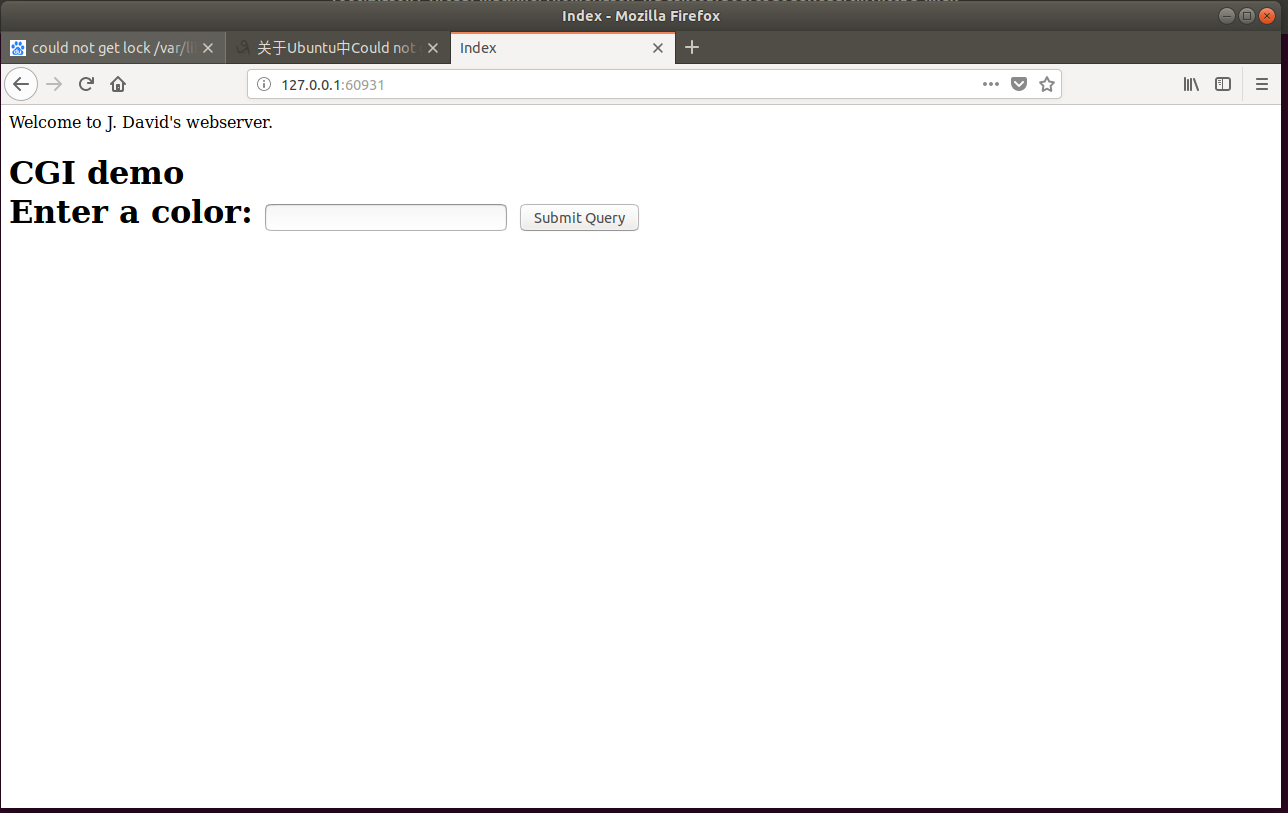 Index - Mozilla Firefox
could not get lock /var/li
关于Ubuntu中Could not
Index
127.0.0.1:60931
Welcome to J. David's webserver.
CGI demo
Enter a color:
Submit Query